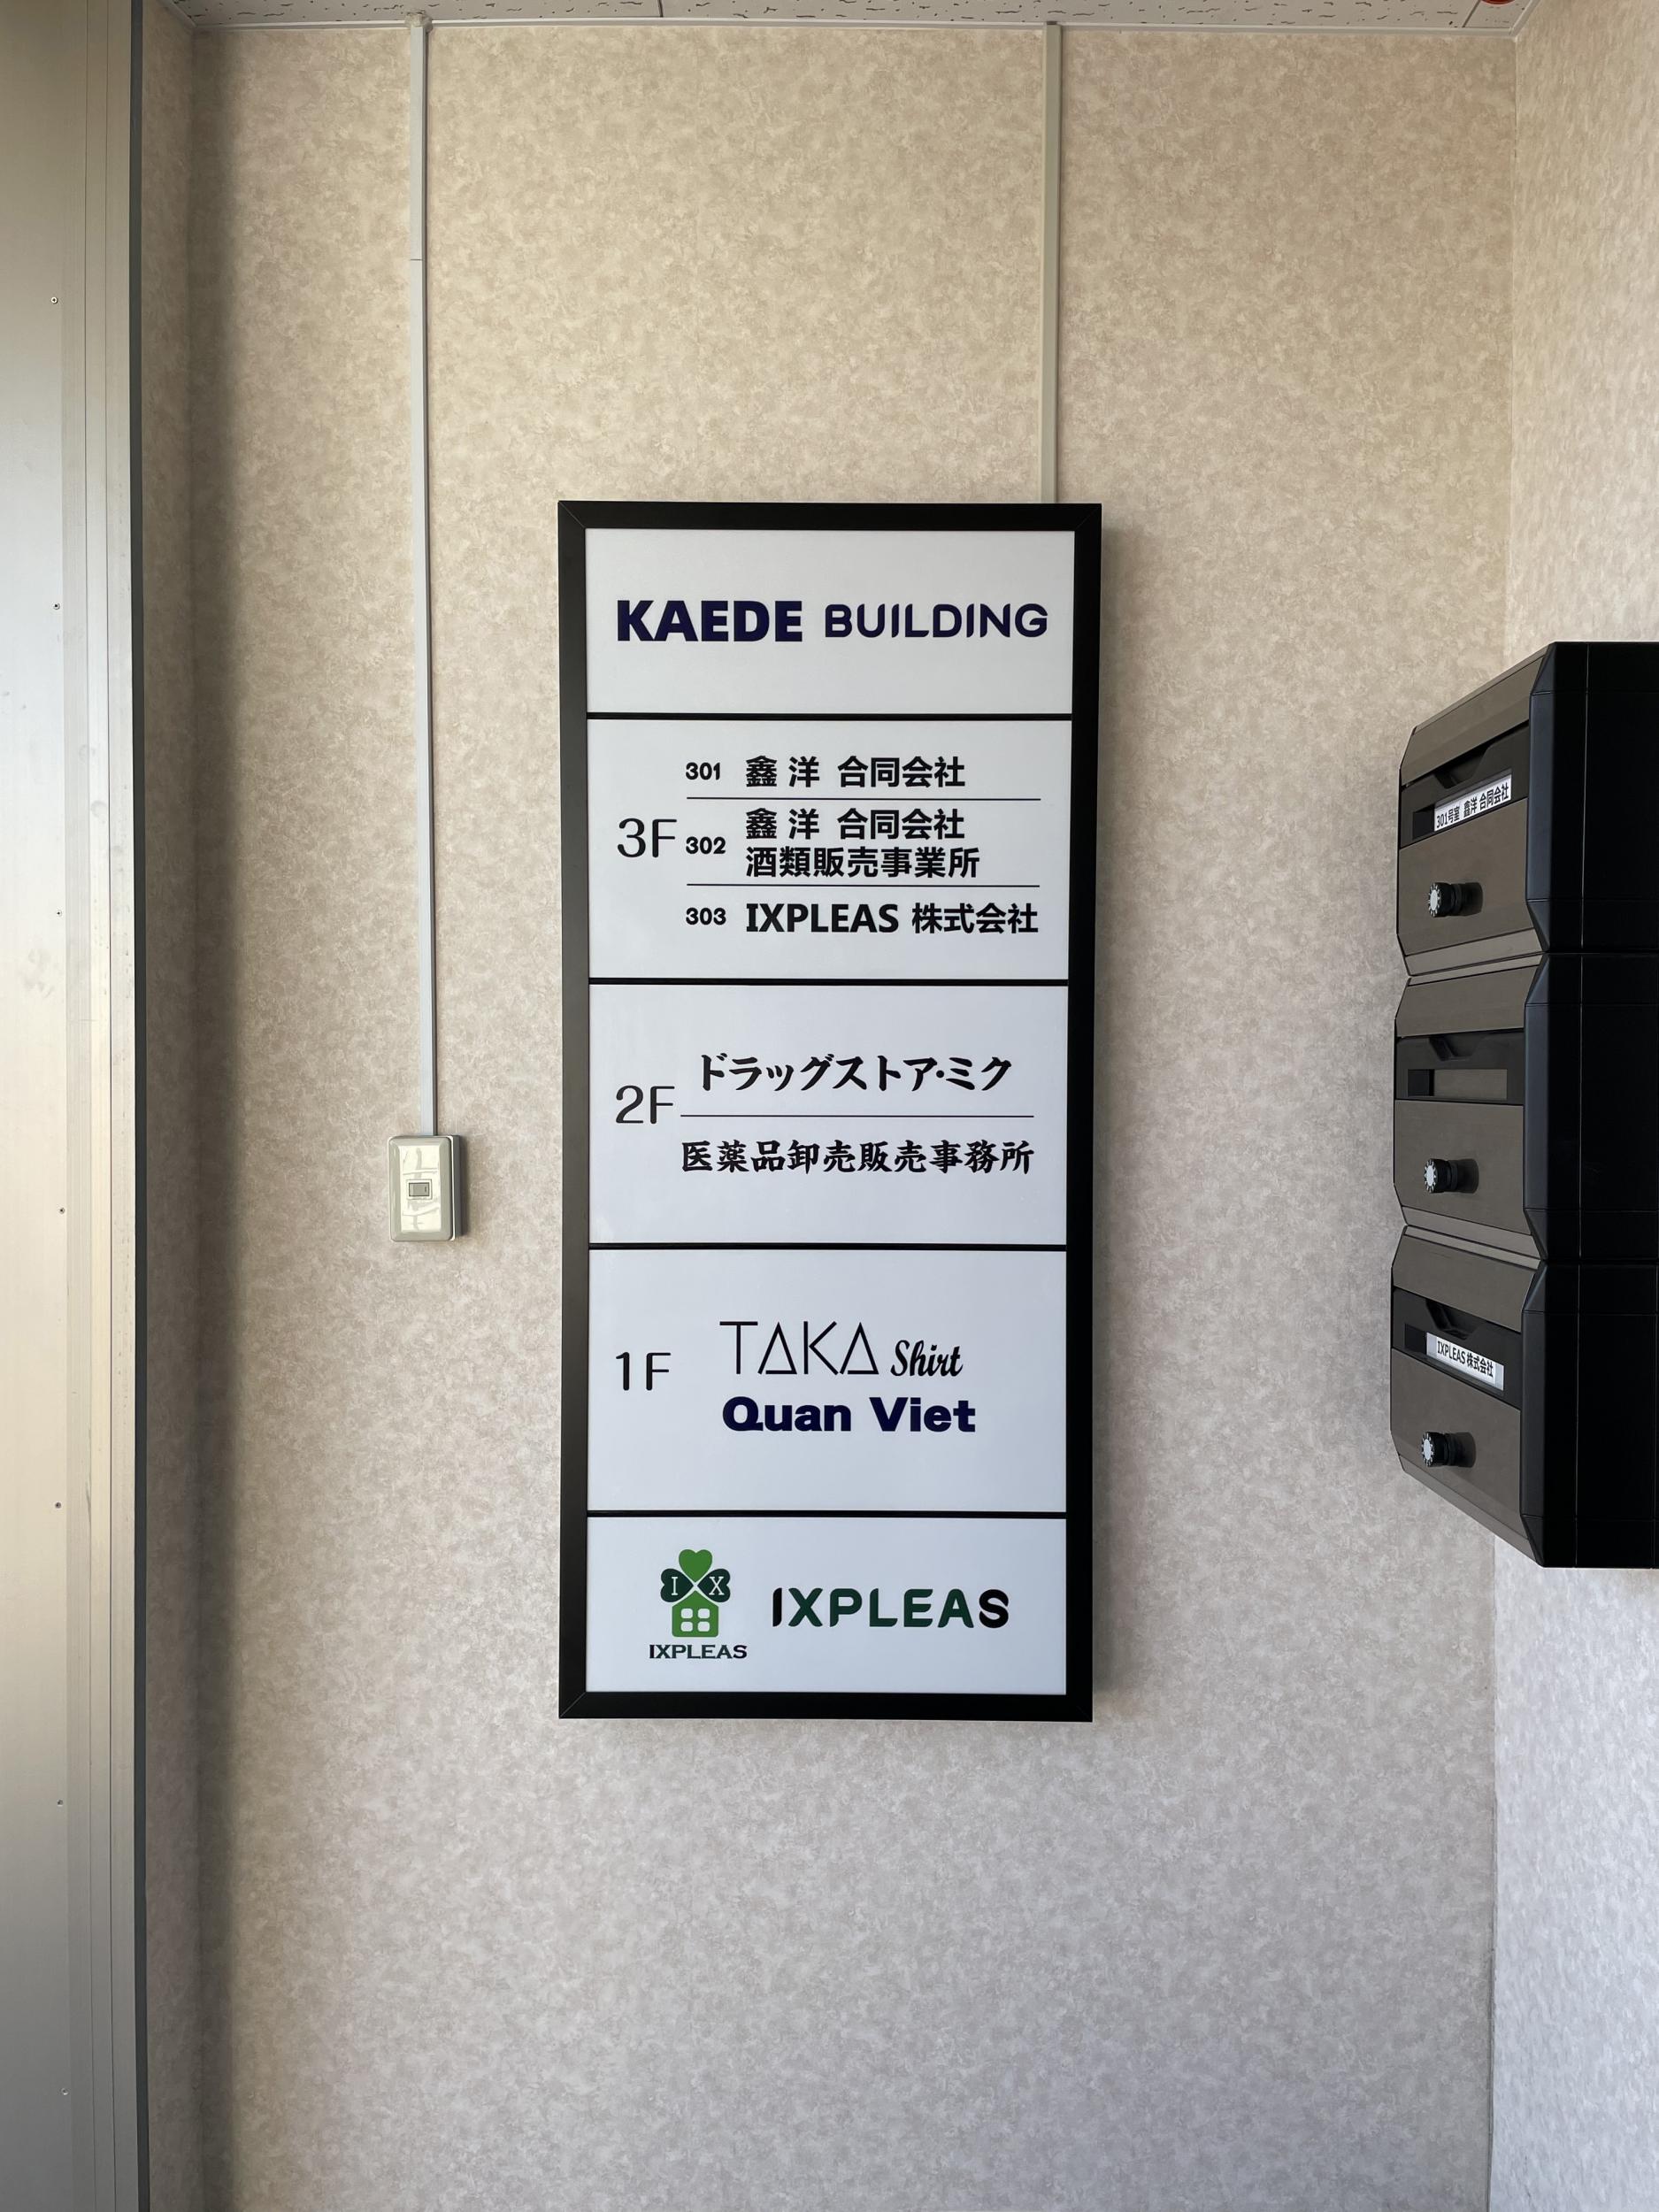 KAEDE BUILDING
3F
301 鑫洋 合同会社
302 鑫洋 合同会社
酒類販売事業所
303 IXPLEAS 株式会社
2F
ドラッグストア・ミク
医薬品卸売販売事務所
1F
TAKA Shirt
Quan Viet
I X
IXPLEAS
IXPLEAS
301号室 鑫洋 合同会社
IXPLEAS 株式会社